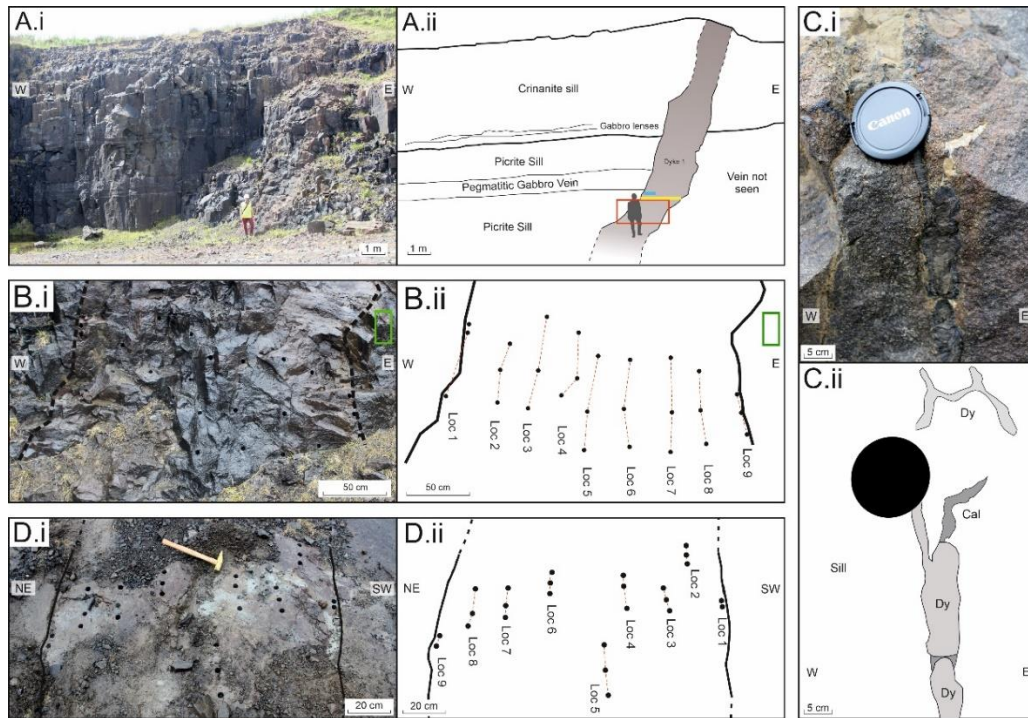 A.i
W
E
1 m
A.ii
W
E
Crinanite sill
Gabbro lenses
Picrite Sill
Pegmatitic Gabbro Vein
Picrite Sill
Dyke 1
Vein not
seen
1 m
B.i
W
E
50 cm
B.ii
W
E
Loc 1
Loc 2
Loc 3
Loc 4
Loc 5
Loc 6
Loc 7
Loc 8
Loc 9
50 cm
C.i
Canon
W
E
5 cm
C.ii
Dy
Cal
Sill
Dy
Dy
W
E
5 cm
D.i
NE
SW
20 cm
D.ii
NE
SW
Loc 9
Loc 8
Loc 7
Loc 6
Loc 5
Loc 4
Loc 3
Loc 2
Loc 1
20 cm